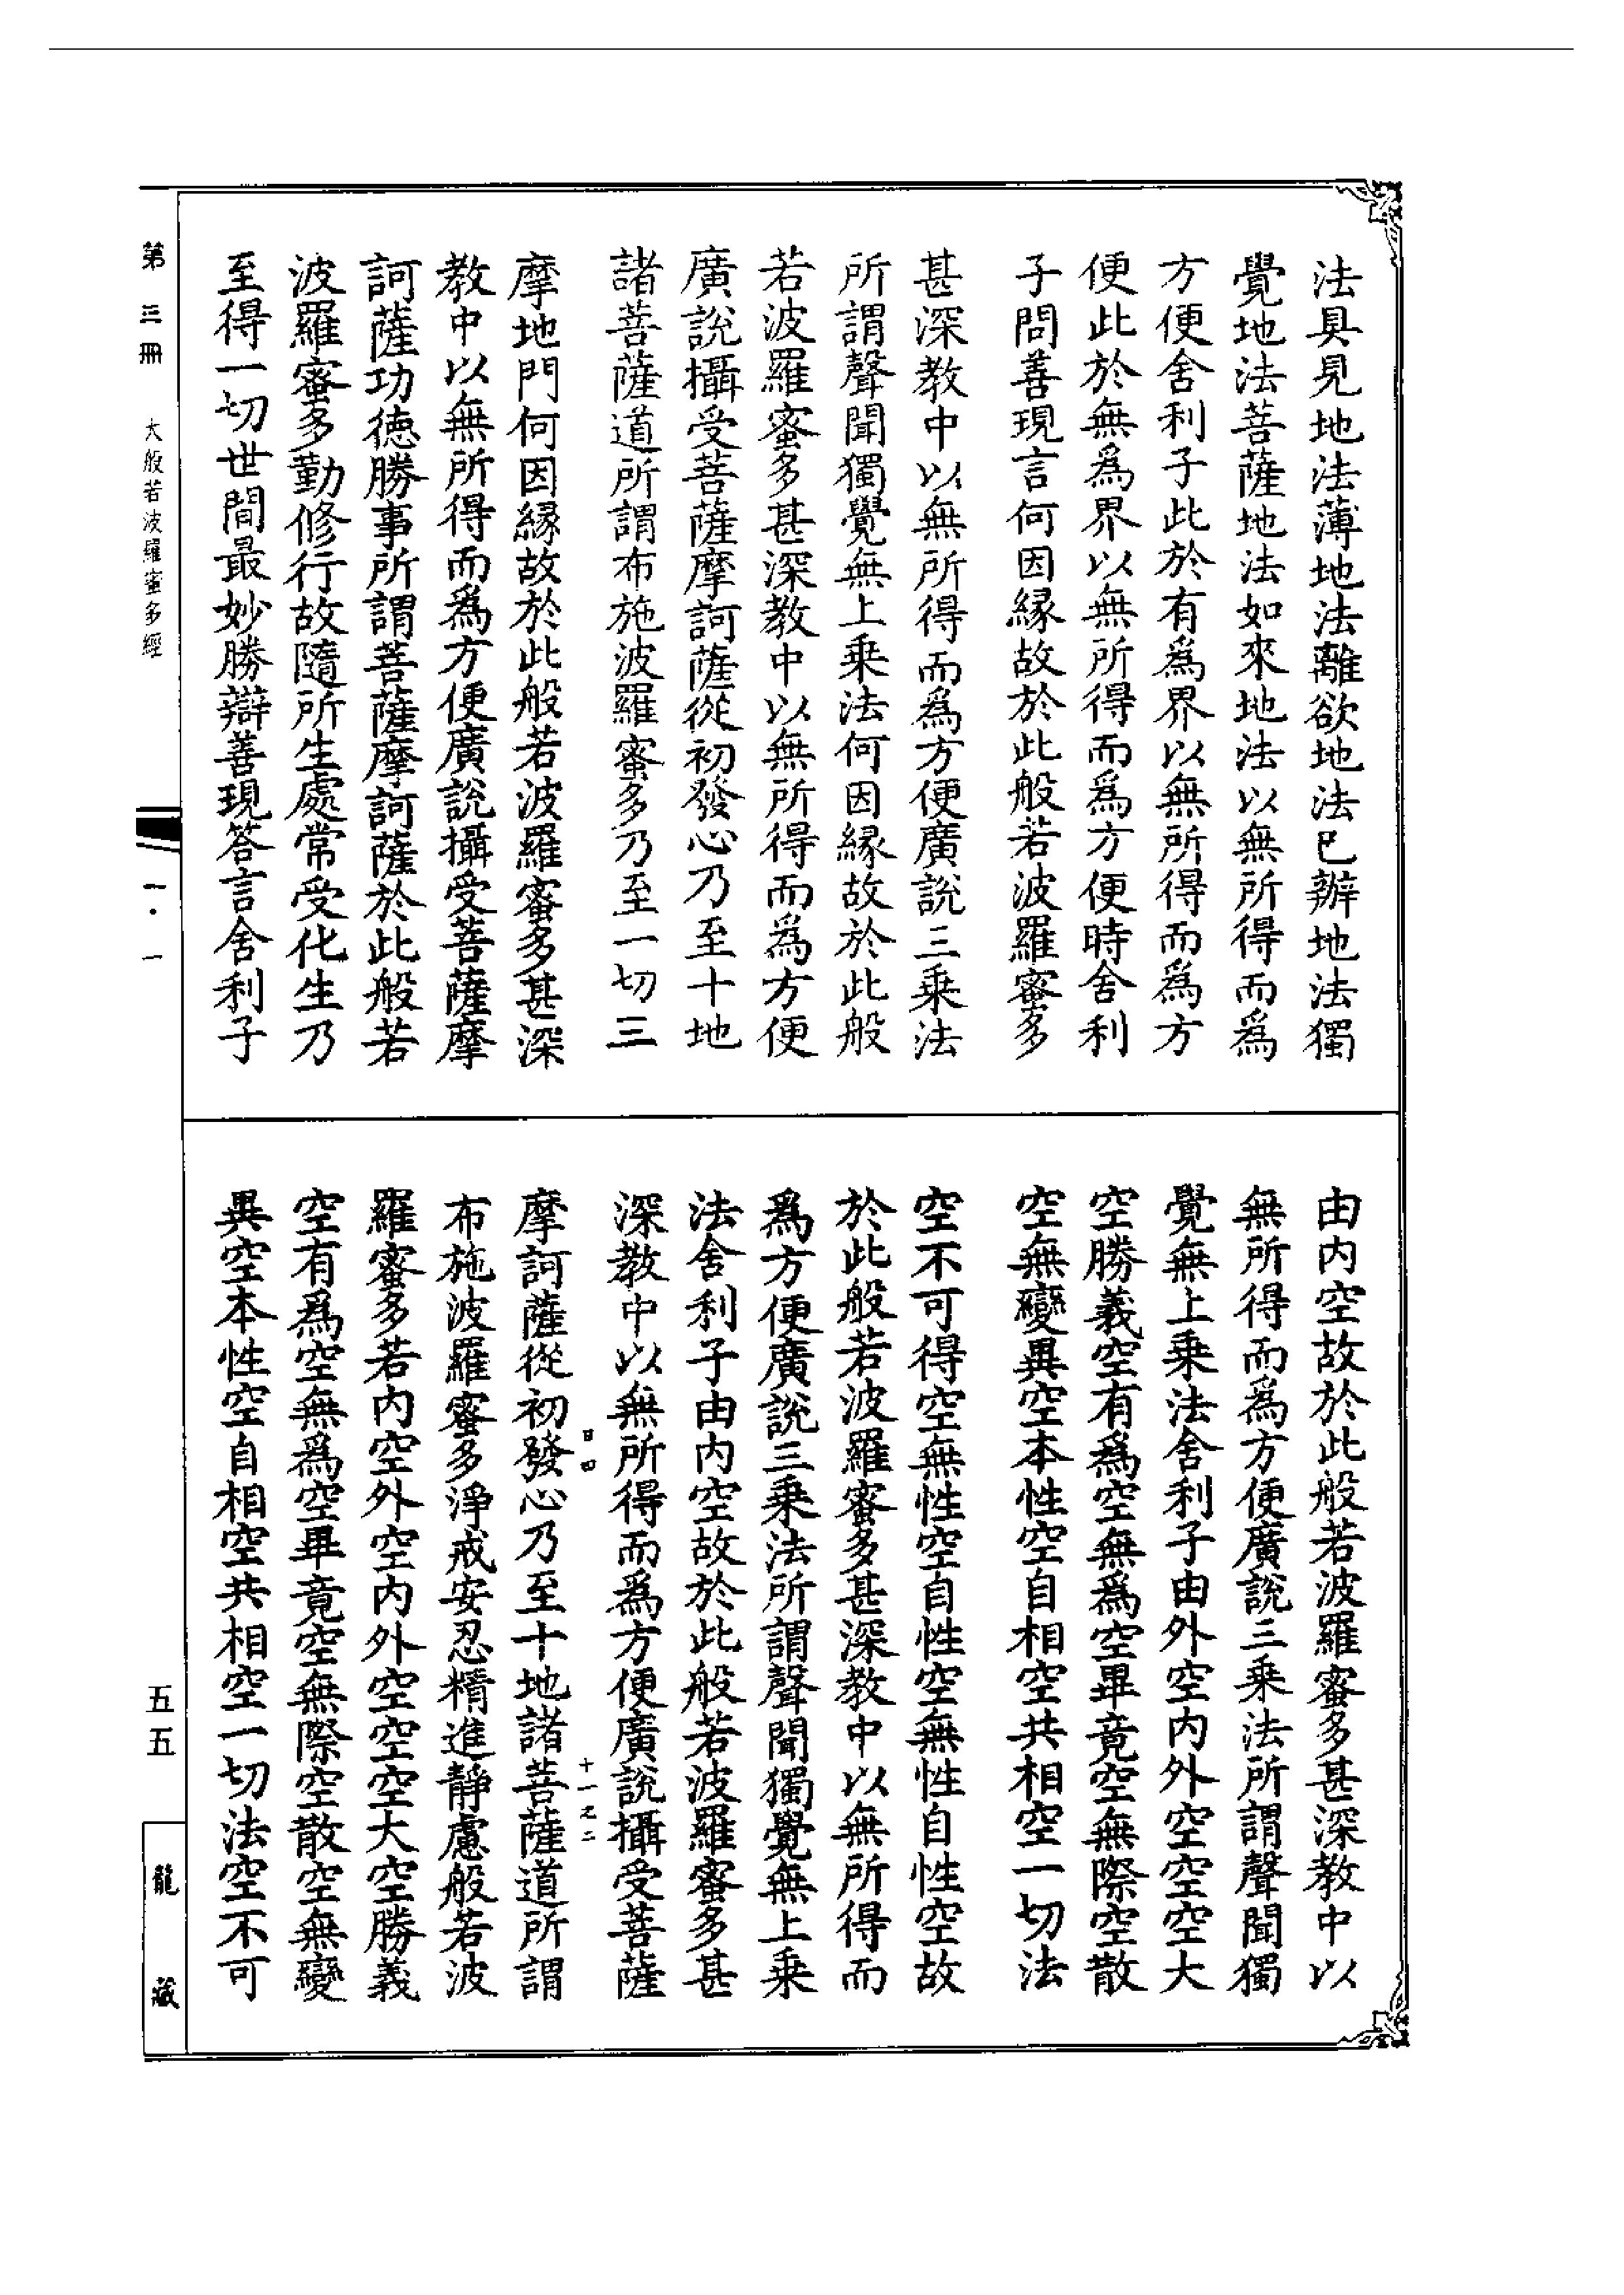 法具見地法薄地法離欲地法巳辦地法獨
覺地法菩薩地法如來地法以無所得而爲
方便舍利子此於有爲界以無所得而爲方
便此於無爲界以無所得而爲方便時舍利
子問善現言何因緣故於此般若波羅蜜多
甚深教中以無所得而爲方便廣說三乘法
所謂聲聞獨覺無上乘法何因緣故於此般
若波羅蜜多甚深教中以無所得而爲方便
廣說攝受菩薩摩訶薩從初發心乃至十地
諸菩薩道所謂布施波羅蜜多乃至一切三
摩地門何因緣故於此般若波羅蜜多甚深
教中以無所得而爲方便廣說攝受菩薩摩
訶薩功德勝事所謂菩薩摩訶薩於此般若
波羅蜜多勤修行故隨所生處常受化生乃
至得一切世間最妙勝辯善現答言舍利子
由內空故於此般若波羅蜜多甚深教中以
無所得而爲方便廣說三乘法所謂聲聞獨
覺無上乘法舍利子由外空內外空空空大
空勝義空有爲空無爲空畢竟空無際空散
空無變異空本性空自相空共相空一切法
空不可得空無性空自性空無性自性空故
於此般若波羅蜜多甚深教中以無所得而
爲方便廣說三乘法所謂聲聞獨覺無上乘
法舍利子由內空故於此般若波羅蜜多甚
深教中以無所得而爲方便廣說攝受菩薩
日四 十一之二
摩訶薩從初發心乃至十地諸菩薩道所謂
布施波羅蜜多淨戒安忍精進靜慮般若波
羅蜜多若內空外空內外空空空大空勝義
空有爲空無爲空畢竟空無際空散空無變
異空本性空自相空共相空一切法空不可
第三冊 大般若波羅蜜多經 一·一 五五 龍藏